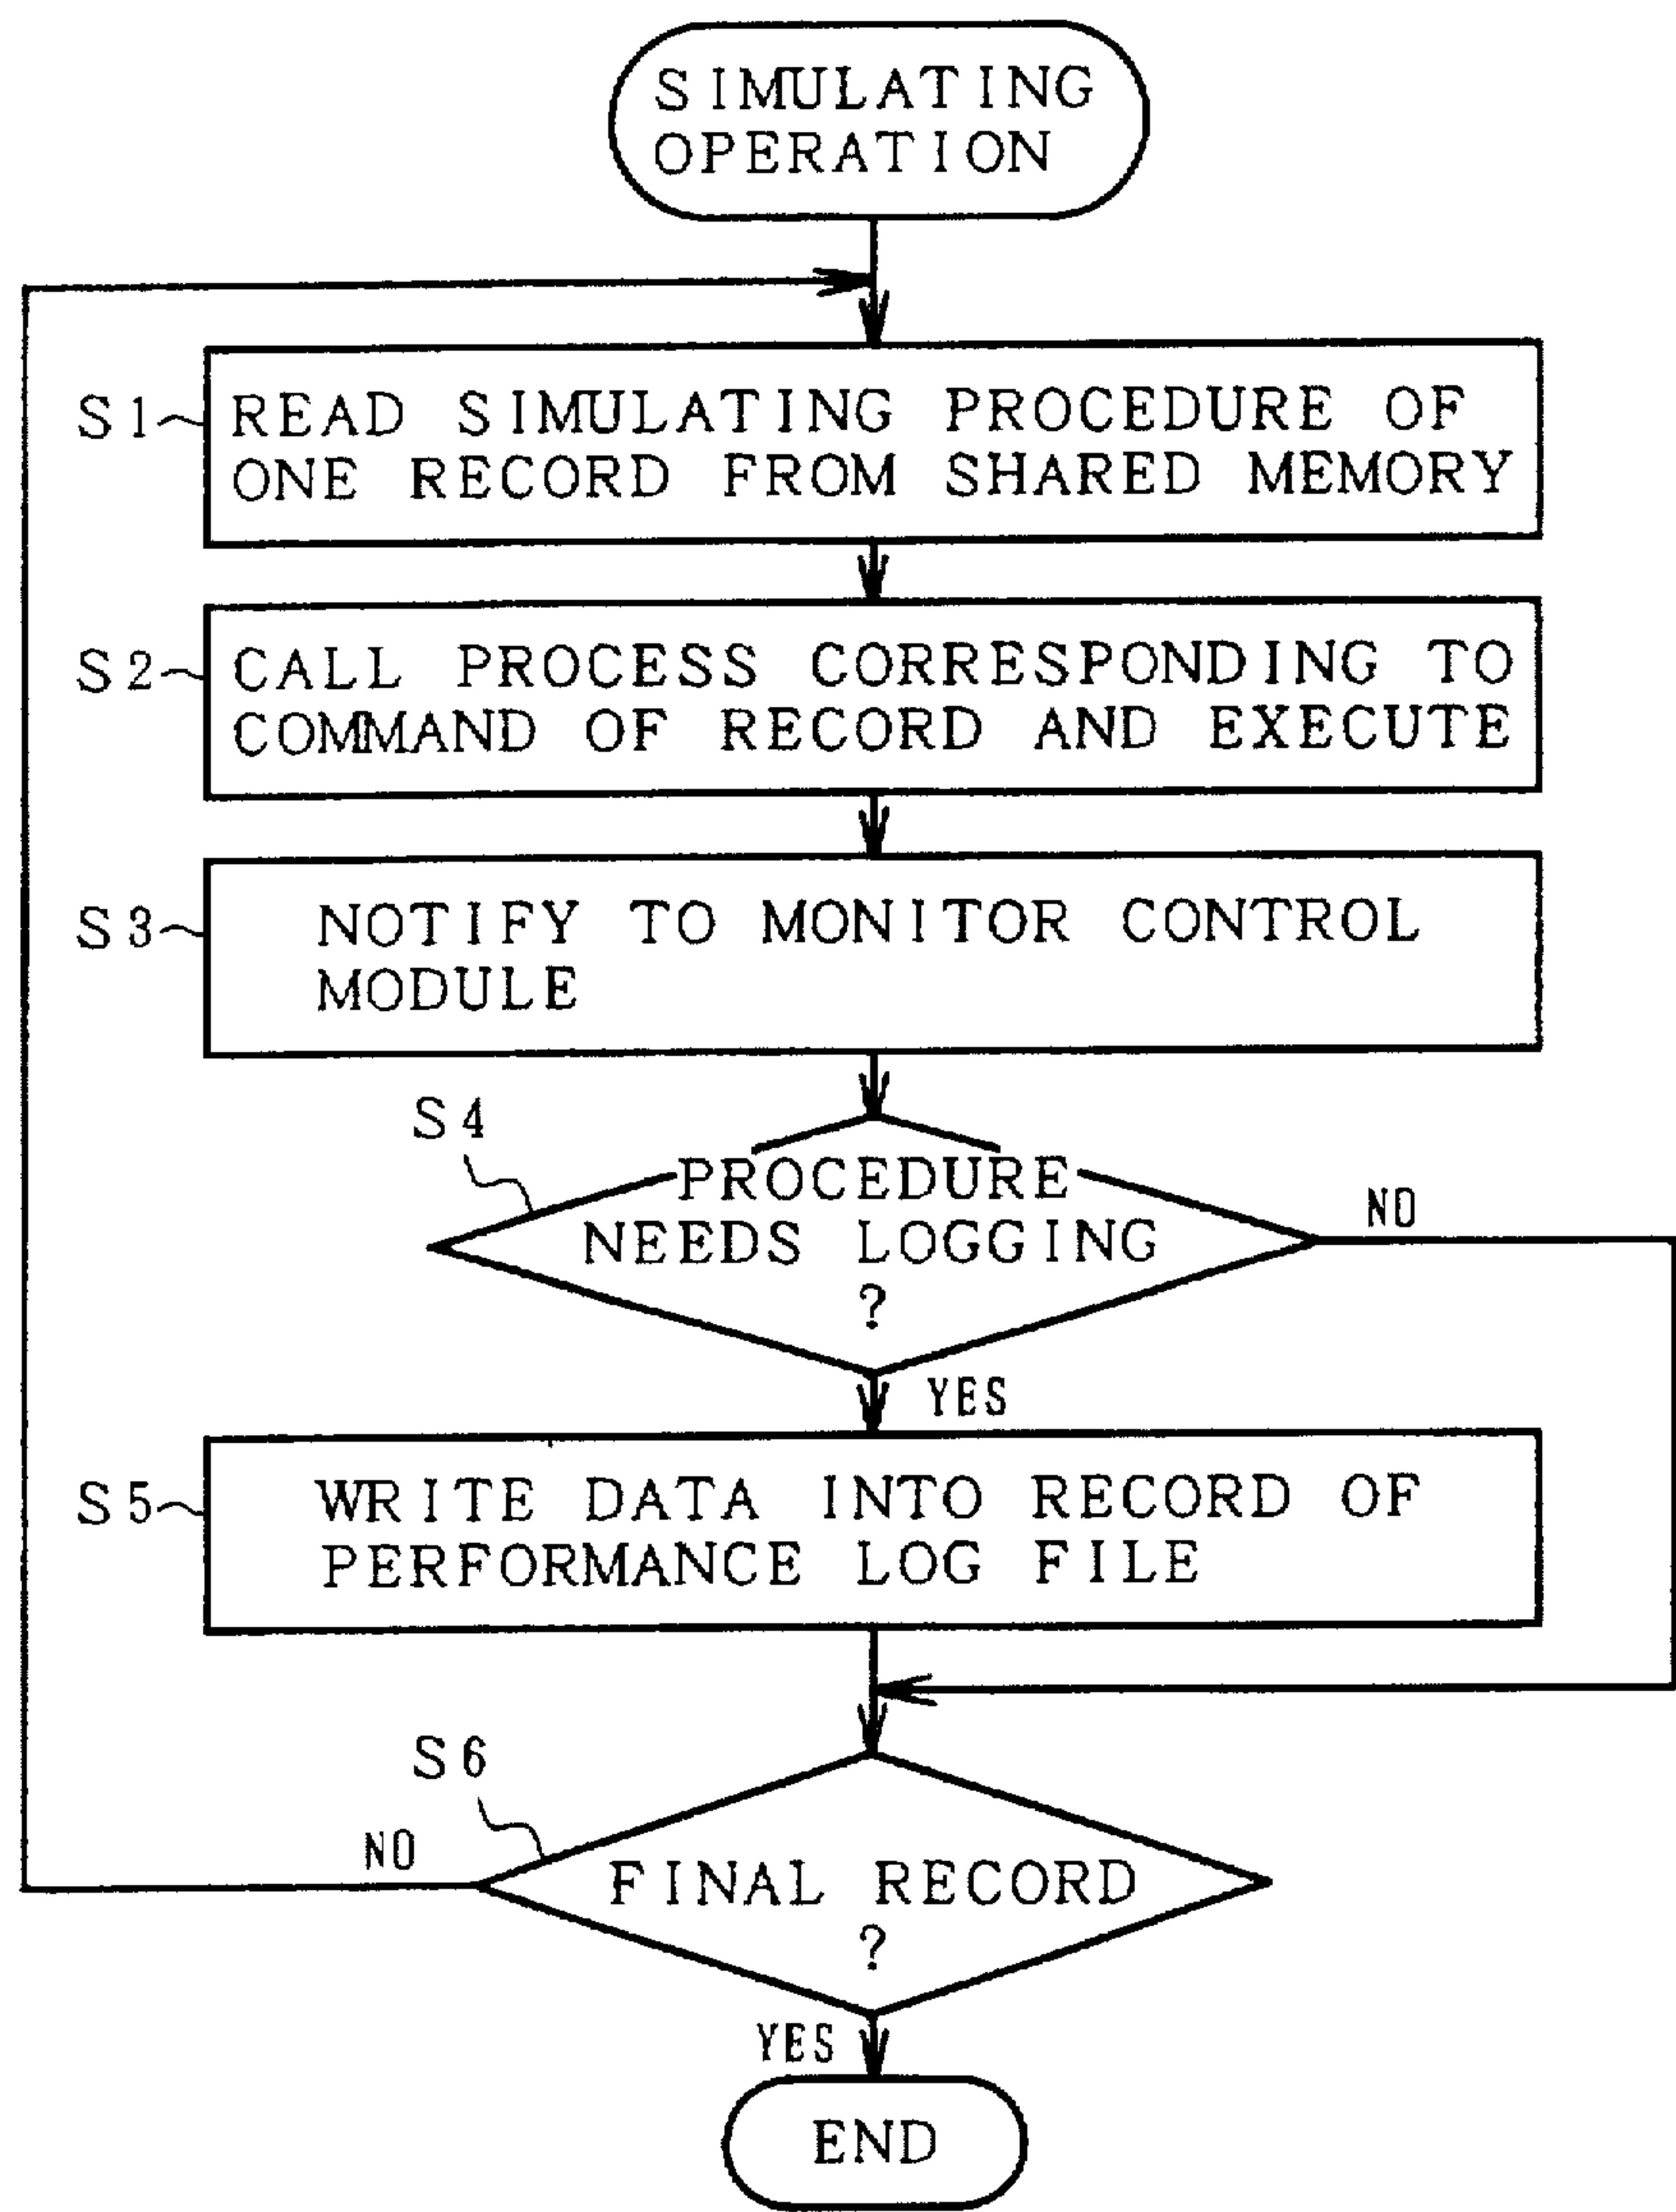 SIMULATING
OPERATION
S1
READ SIMULATING PROCEDURE OF
ONE RECORD FROM SHARED MEMORY
S2
CALL PROCESS CORRESPONDING TO
COMMAND OF RECORD AND EXECUTE
S3
NOTIFY TO MONITOR CONTROL
MODULE
S4
PROCEDURE
NEEDS LOGGING
?
NO
YES
S5
WRITE DATA INTO RECORD OF
PERFORMANCE LOG FILE
S6
NO
FINAL RECORD
?
YES
END